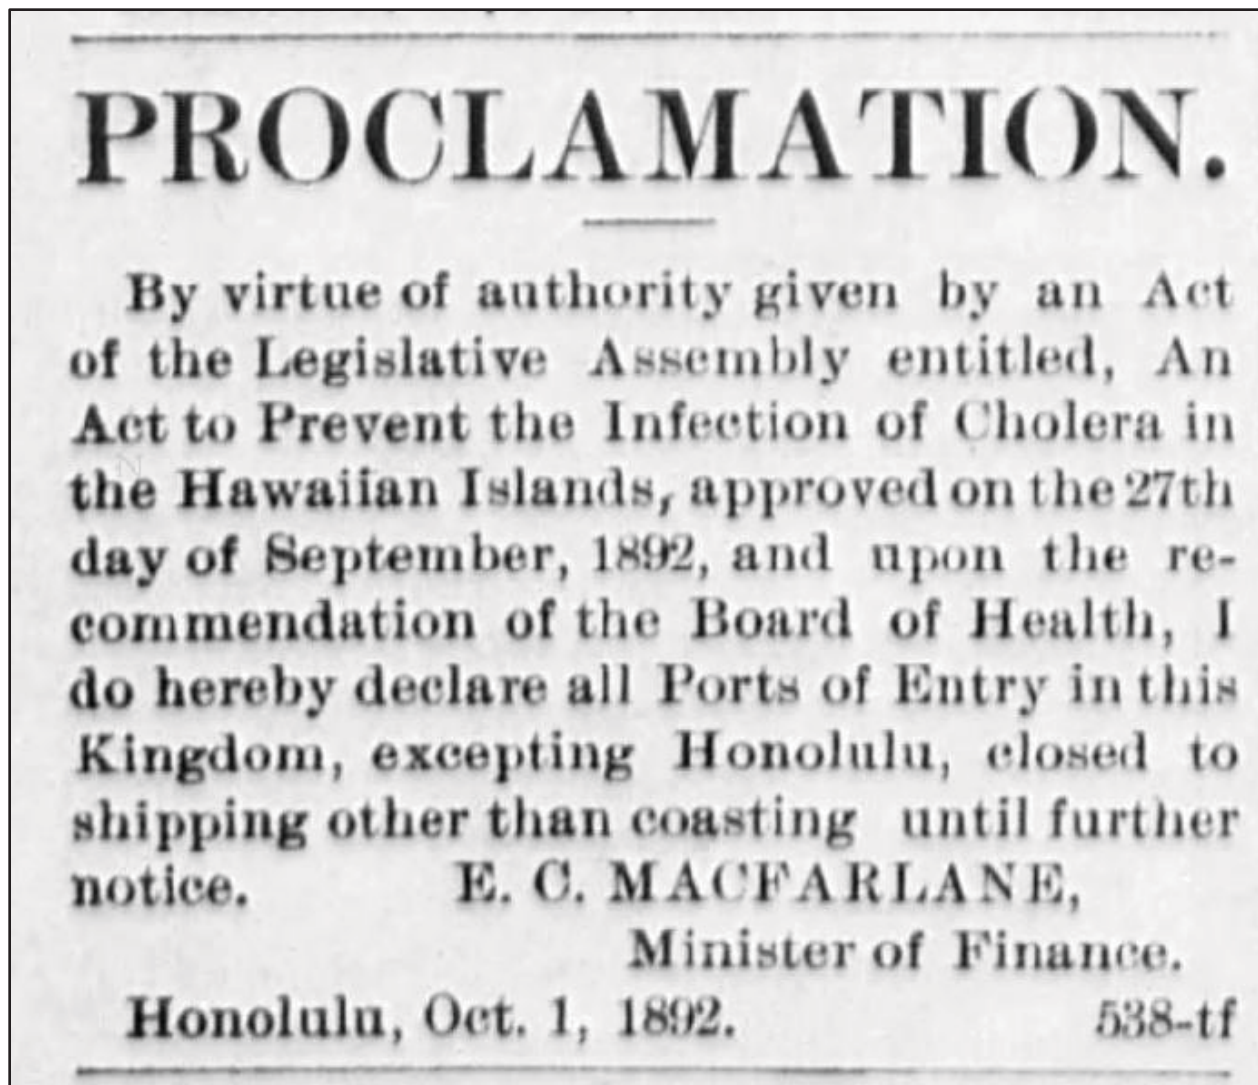 PROCLAMATION.
By virtue of authority given by an Act
of the Legislative Assembly entitled, An
Act to Prevent the Infection of Cholera in
the Hawaiian Islands, approved on the 27th
day of September, 1892, and upon the re-
commendation of the Board of Health, I
do hereby declare all Ports of Entry in this
Kingdom, excepting Honolulu, closed to
shipping other than coasting until further
notice. E. C. MACFARLANE,
Minister of Finance.
Honolulu, Oct. 1, 1892. 538-tf